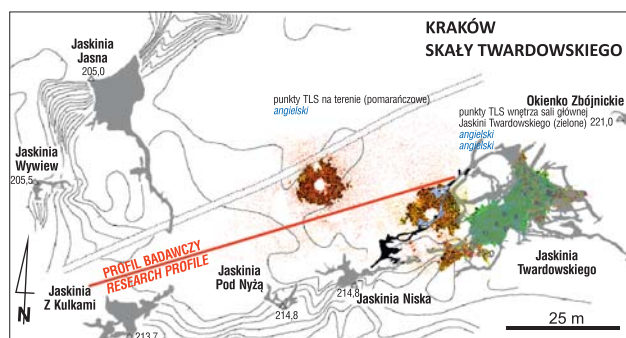 KRAKÓW
SKAŁY TWARDOWSKIEGO
Jaskinia
Jasna
205,0
punkty TLS na terenie (pomarańczowe)
angielski
Okienko Zbójnickie
221,0
punkty TLS wnętrza sali głównej
Jaskini Twardowskiego (zielone)
angielski
angielski
Jaskinia
Wywiew
205,5
PROFIL BADAWCZY
RESEARCH PROFILE
Jaskinia
Z Kulkami
213,7
Jaskinia
Pod Nyżą
214,8
214,8
Jaskinia Niska
Jaskinia
Twardowskiego
N
25 m